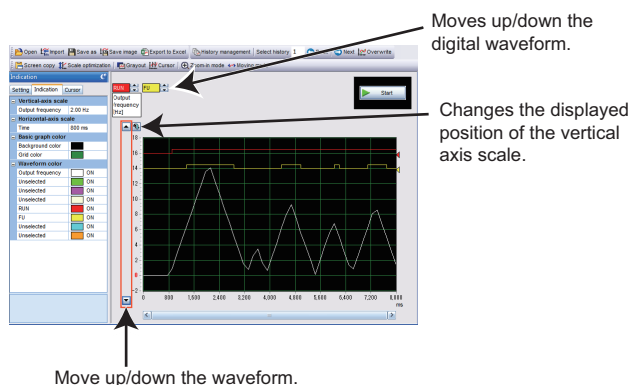 Moves up/down the
digital waveform.
Open Import Save as Save image Export to Excel History management Select history 1 Next Overwrite
Screen copy Scale optimization Grayout Cursor Zoom in mode Moving
Indication
Setting Indication Cursor
RUN FU
Start
Output
frequency
[Hz]
Changes the displayed
position of the vertical
axis scale.
Vertical-axis scale
Output frequency 2.00 Hz
Horizontal-axis scale
Time 800 ms
Basic graph color
Background color
Grid color
Waveform color
Output frequency ON
Unselected ON
Unselected ON
Unselected ON
RUN ON
FU ON
Unselected ON
Unselected ON
18
16
14
12
10
8
6
4
2
0
-2
0 800 1,600 2,400 3,200 4,000 4,800 5,600 6,400 7,200 8,000
ms
Move up/down the waveform.